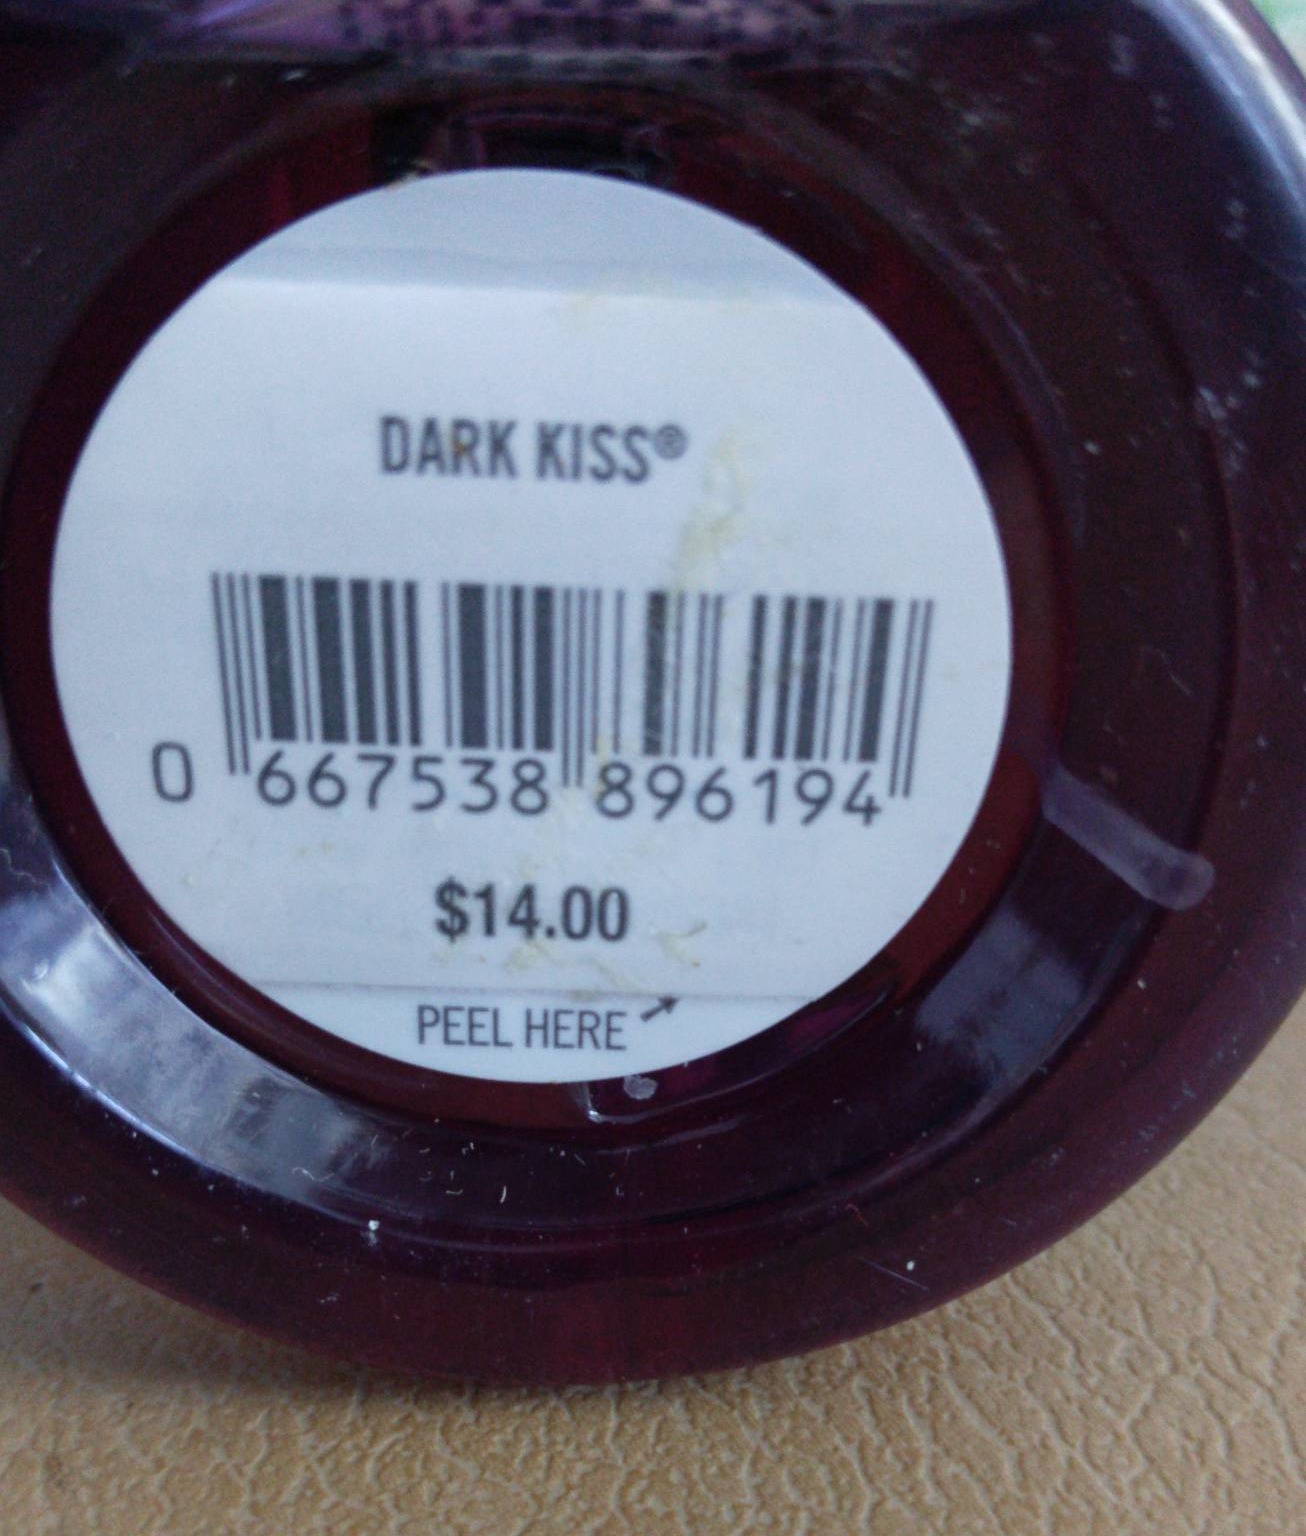 DARK KISS®
0 667538 896194
$14.00
PEEL HERE